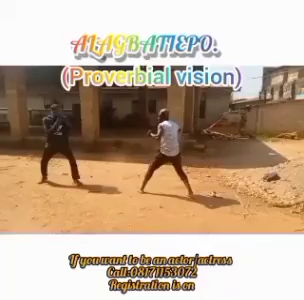 ALAGBATIEPO.
(Proverbial vision)
If you want to be an actor/actress
Call:08171153072
Registration is on